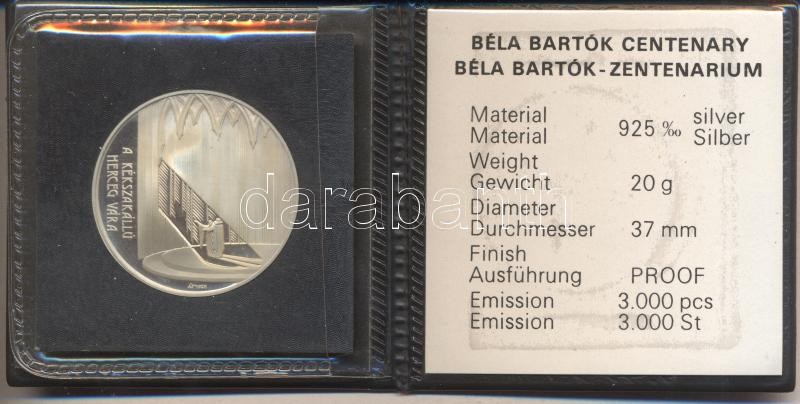 A KÉKSZAKÁLLÚ
HERCEG VÁRA
BÉLA BARTÓK CENTENARY
BÉLA BARTÓK-ZENTENARIUM
Material
Material
925 ‰
silver
Silber
Weight
Gewicht 20 g
Diameter
Durchmesser 37 mm
Finish
Ausführung PROOF
Emission 3.000 pcs
Emission 3.000 St
darabanth